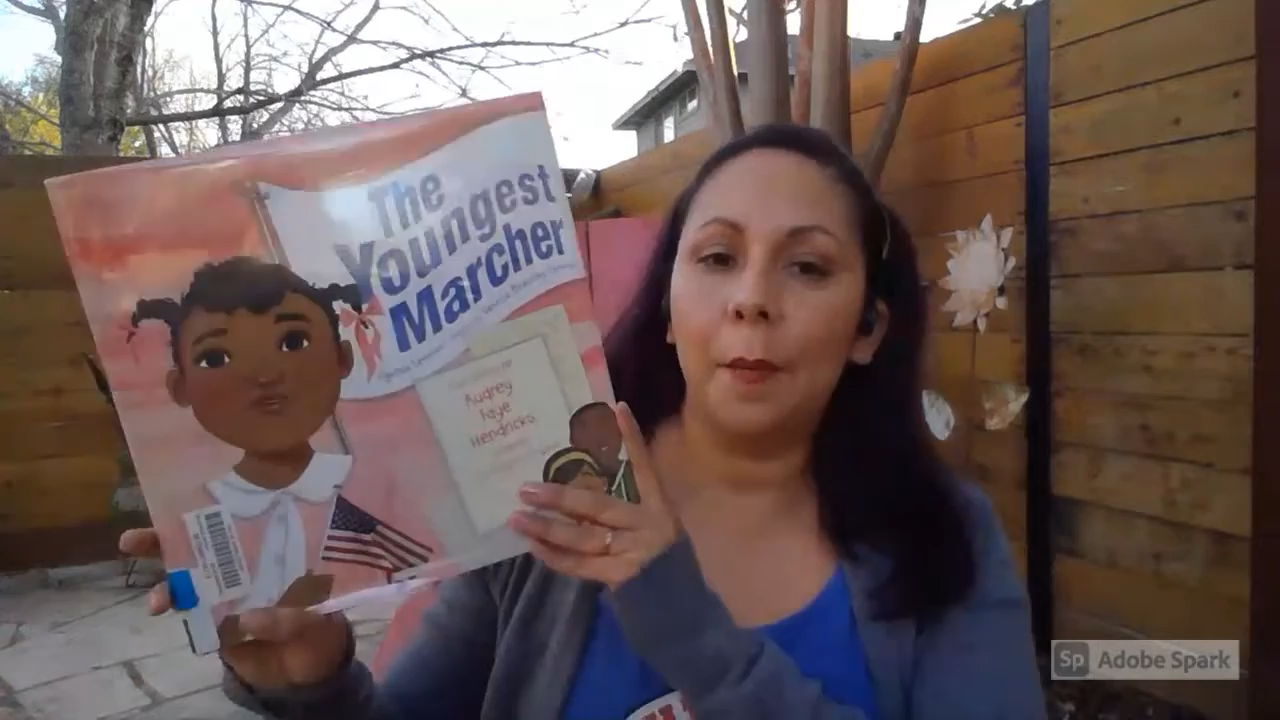 The
Youngest
Marcher
Audrey
Faye
Hendricks
Sp Adobe Spark